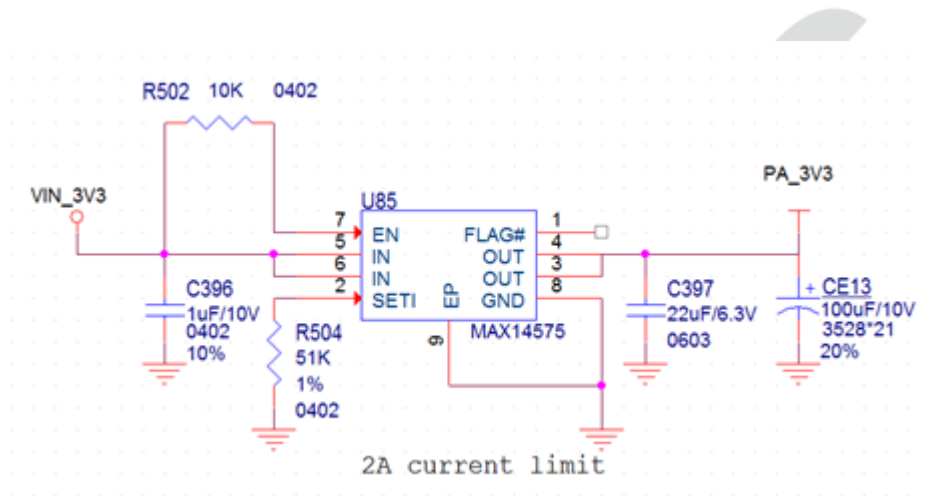 R502 10K 0402
PA_3V3
VIN_3V3
U85
7 EN FLAG# 1
5 IN OUT 4
6 IN OUT 3
2 SETI EP GND 8
9
MAX14575
C396
1uF/10V
0402
10%
R504
51K
1%
0402
C397
22uF/6.3V
0603
+ CE13
100uF/10V
3528*21
20%
2A current limit